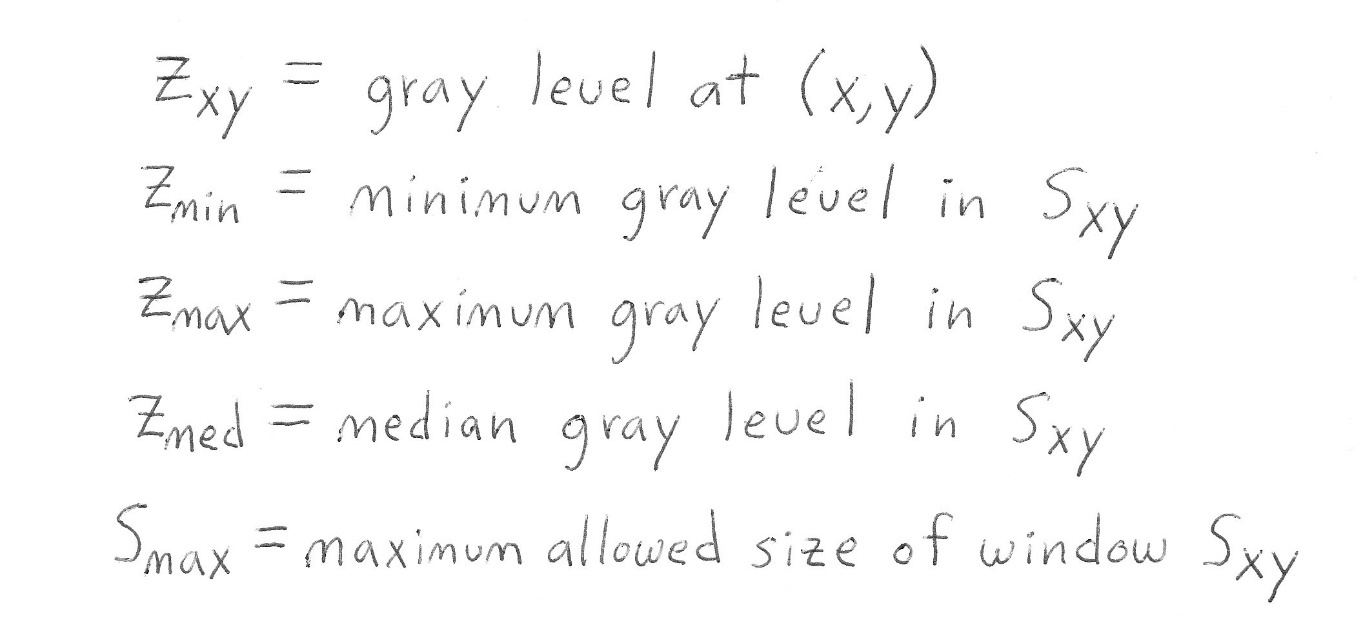 Zxy = gray level at (x,y)
Zmin = minimum gray level in Sxy
Zmax = maximum gray level in Sxy
Zmed = median gray level in Sxy
Smax = maximum allowed size of window Sxy